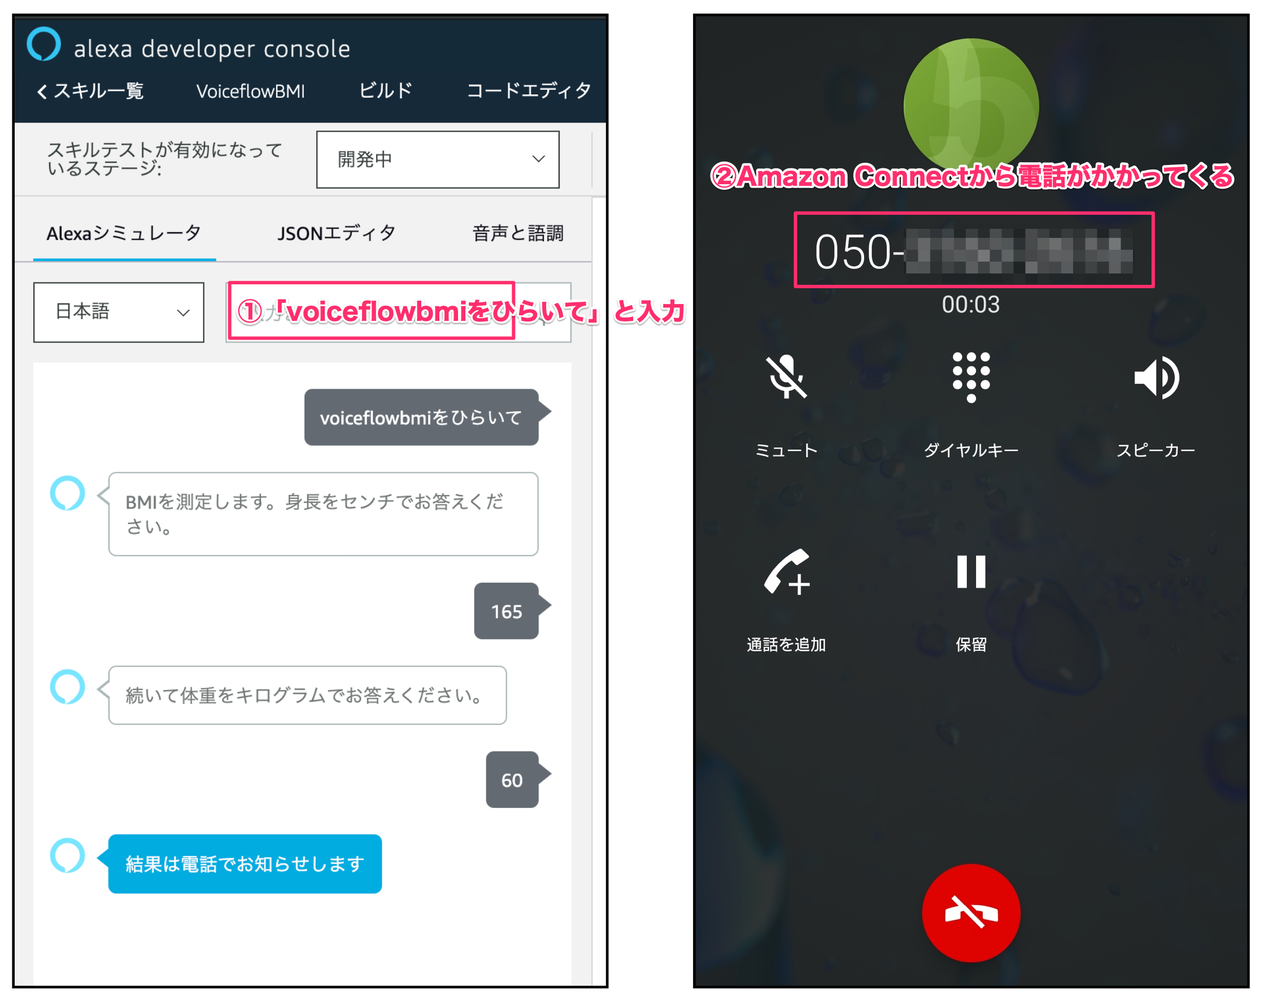 alexa developer console
スキル一覧 VoiceflowBMI ビルド コードエディタ
スキルテストが有効になって
いるステージ:
開発中
Alexaシミュレータ JSONエディタ 音声と語調
日本語
①「voiceflowbmiをひらいて」と入力
voiceflowbmiをひらいて
BMIを測定します。身長をセンチでお答えくだ
さい。
165
続いて体重をキログラムでお答えください。
60
結果は電話でお知らせします
②Amazon Connectから電話がかかってくる
050-
00:03
ミュート ダイヤルキー スピーカー
通話を追加 保留